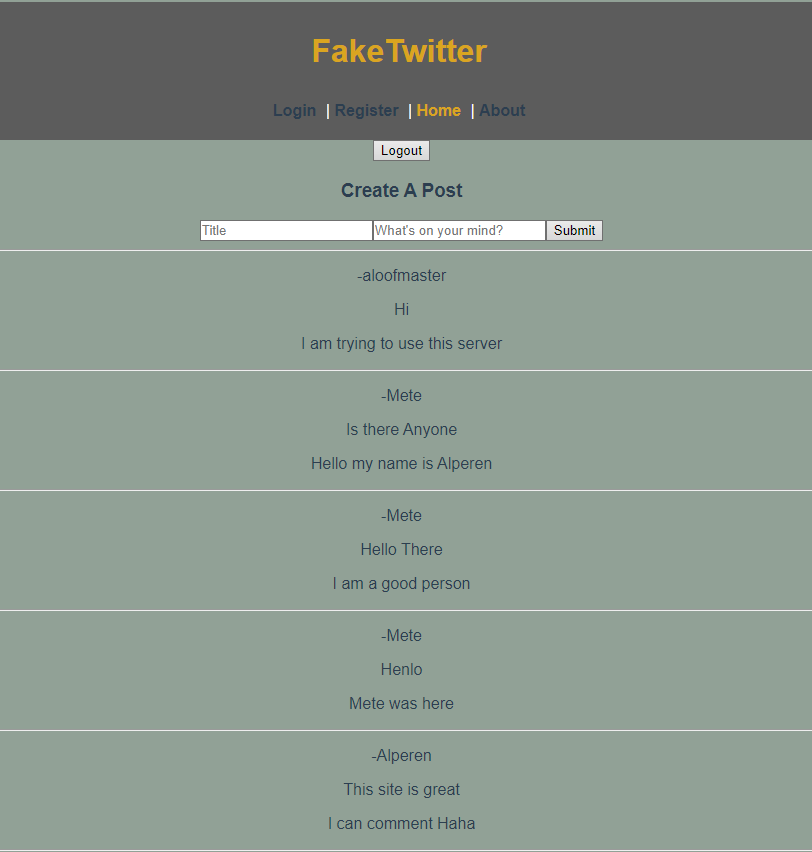 FakeTwitter
Login | Register | Home | About
Logout
Create A Post
Title What's on your mind? Submit
-aloofmaster
Hi
I am trying to use this server
-Mete
Is there Anyone
Hello my name is Alperen
-Mete
Hello There
I am a good person
-Mete
Henlo
Mete was here
-Alperen
This site is great
I can comment Haha